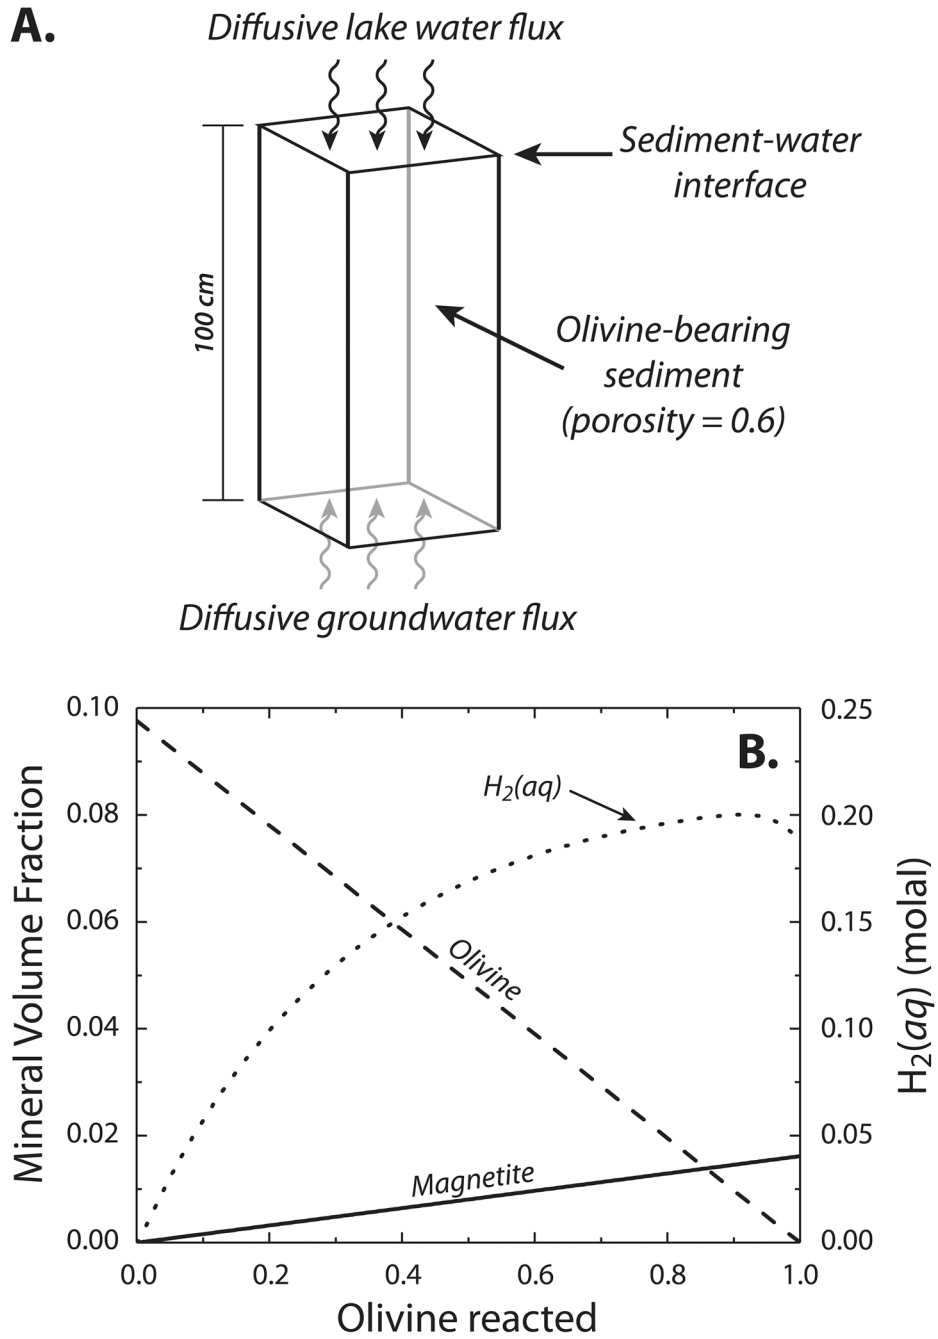 A.
Diffusive lake water flux
Sediment-water
interface
100 cm
Olivine-bearing
sediment
(porosity = 0.6)
Diffusive groundwater flux
B.
0.10
0.08
0.06
0.04
0.02
0.00
Mineral Volume Fraction
0.25
0.20
0.15
0.10
0.05
0.00
H₂(aq) (molal)
H₂(aq)
Olivine
Magnetite
0.0 0.2 0.4 0.6 0.8 1.0
Olivine reacted